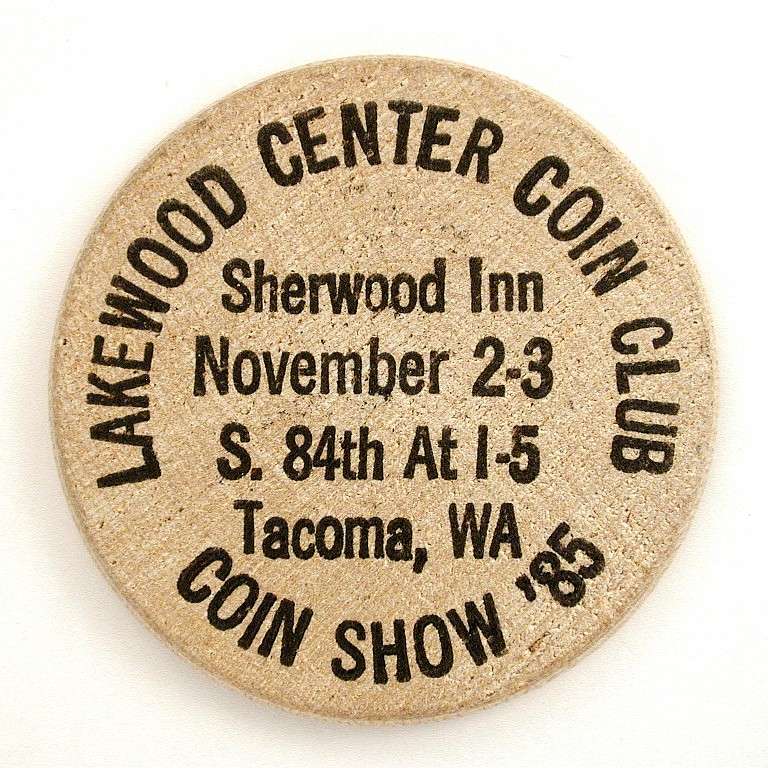 LAKEWOOD CENTER COIN CLUB
Sherwood Inn
November 2-3
S. 84th At I-5
Tacoma, WA
COIN SHOW '85